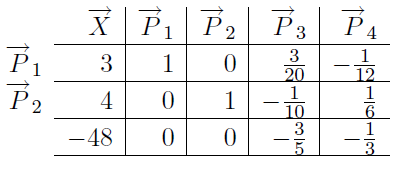 X⃗ P⃗ 1 P⃗ 2 P⃗ 3 P⃗ 4
P⃗ 1 3 1 0 3/20 −1/12
P⃗ 2 4 0 1 −1/10 1/6
−48 0 0 −3/5 −1/3